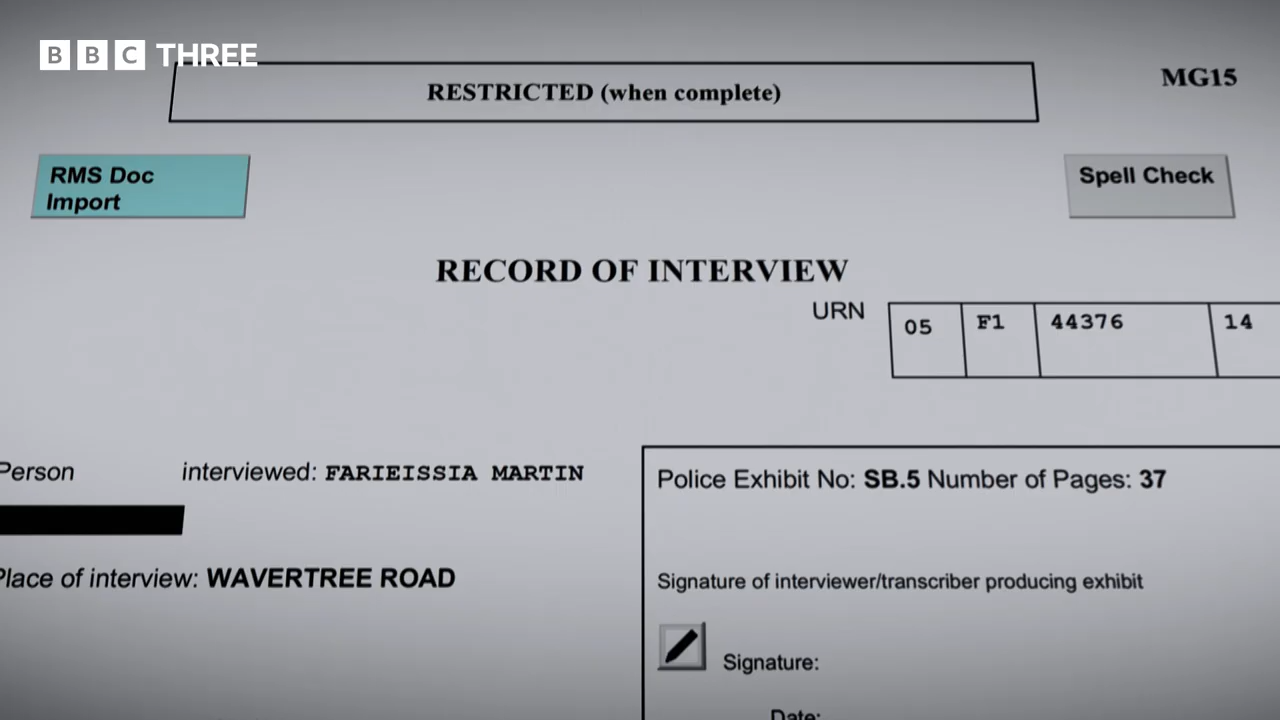 BBC THREE
RESTRICTED (when complete)
MG15
RMS Doc
Import
Spell Check
RECORD OF INTERVIEW
URN 05 F1 44376 14
Person interviewed: FARIEISSIA MARTIN
Place of interview: WAVERTREE ROAD
Police Exhibit No: SB.5 Number of Pages: 37
Signature of interviewer/transcriber producing exhibit
Signature:
Date: